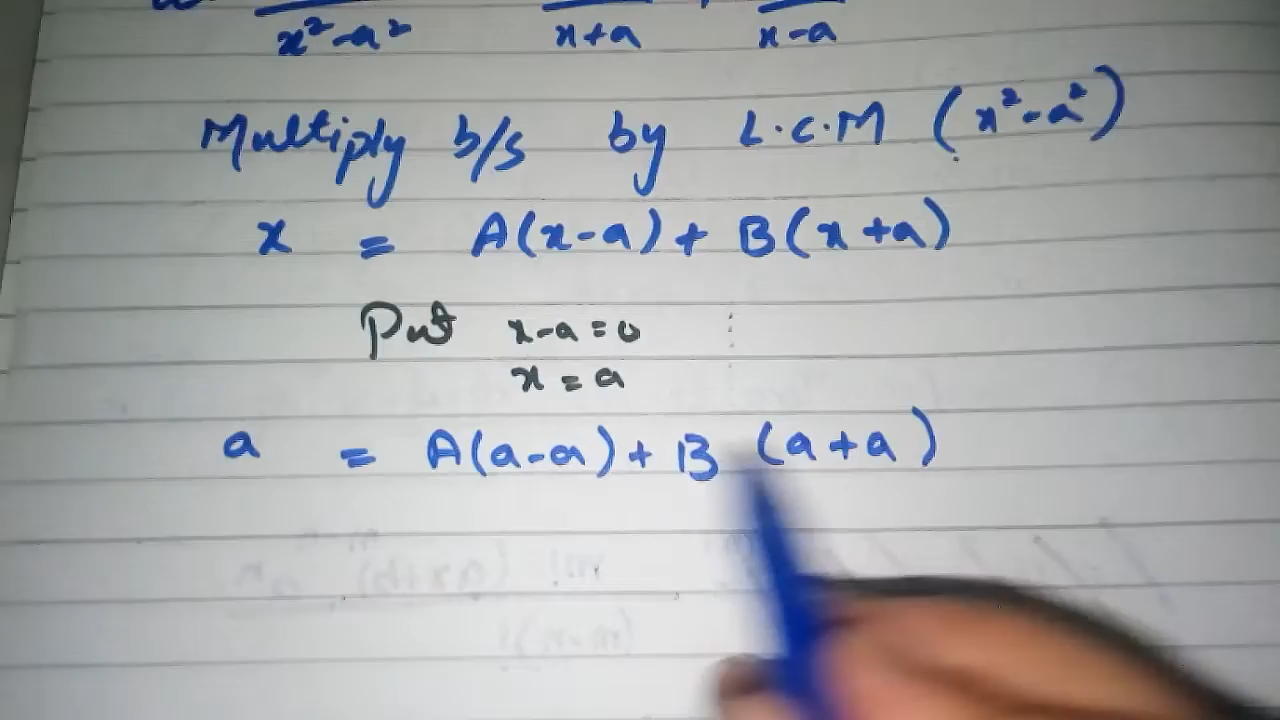 x²-a² x+a x-a
Multiply b/s by L.C.M (x²-a²)
x = A(x-a) + B(x+a)
Put x-a=0
x = a
a = A(a-a) + B (a+a)